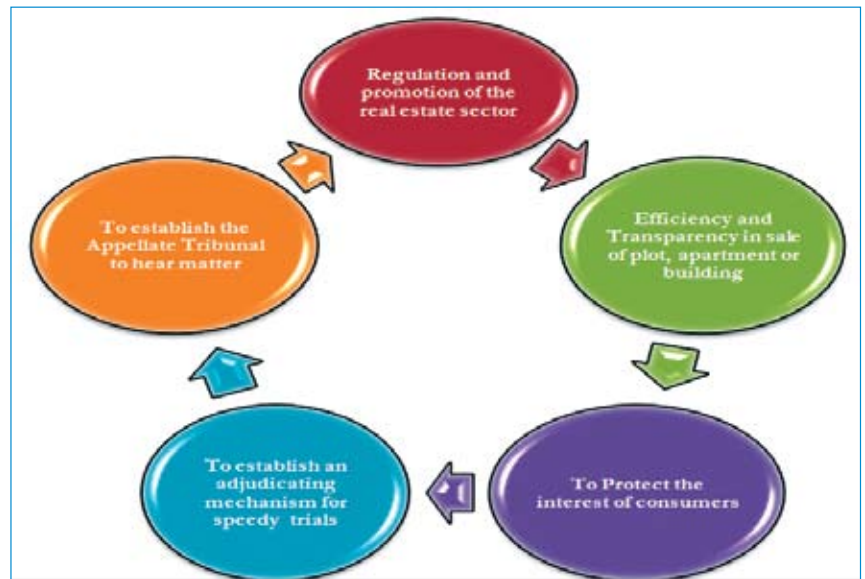 Regulation and
promotion of the
real estate sector
Efficiency and
Transparency in sale
of plot, apartment or
building
To Protect the
interest of consumers
To establish an
adjudicating
mechanism for
speedy trials
To establish the
Appellate Tribunal
to hear matter